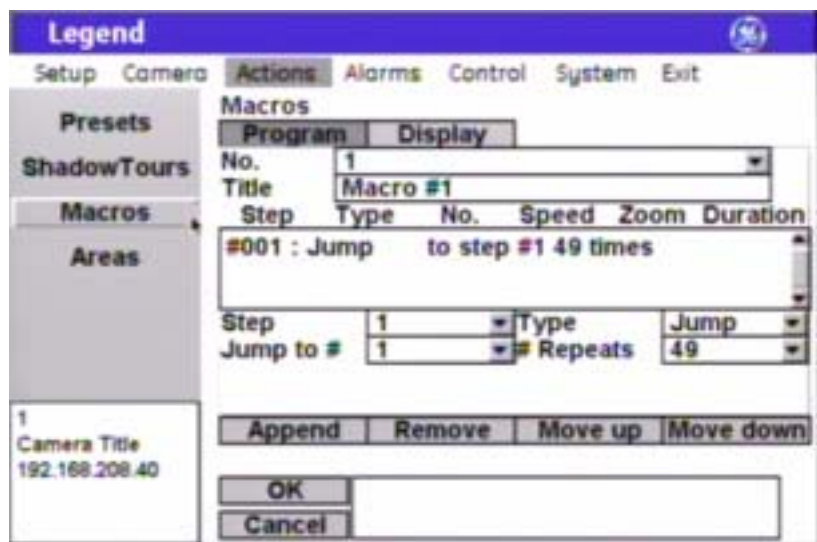 Legend
GE
Setup Camera Actions Alarms Control System Exit
Presets
ShadowTours
Macros
Areas
Macros
Program Display
No. 1
Title Macro #1
Step Type No. Speed Zoom Duration
#001 : Jump to step #1 49 times
Step 1 Type Jump
Jump to # 1 # Repeats 49
Append Remove Move up Move down
1
Camera Title
192.168.208.40
OK
Cancel